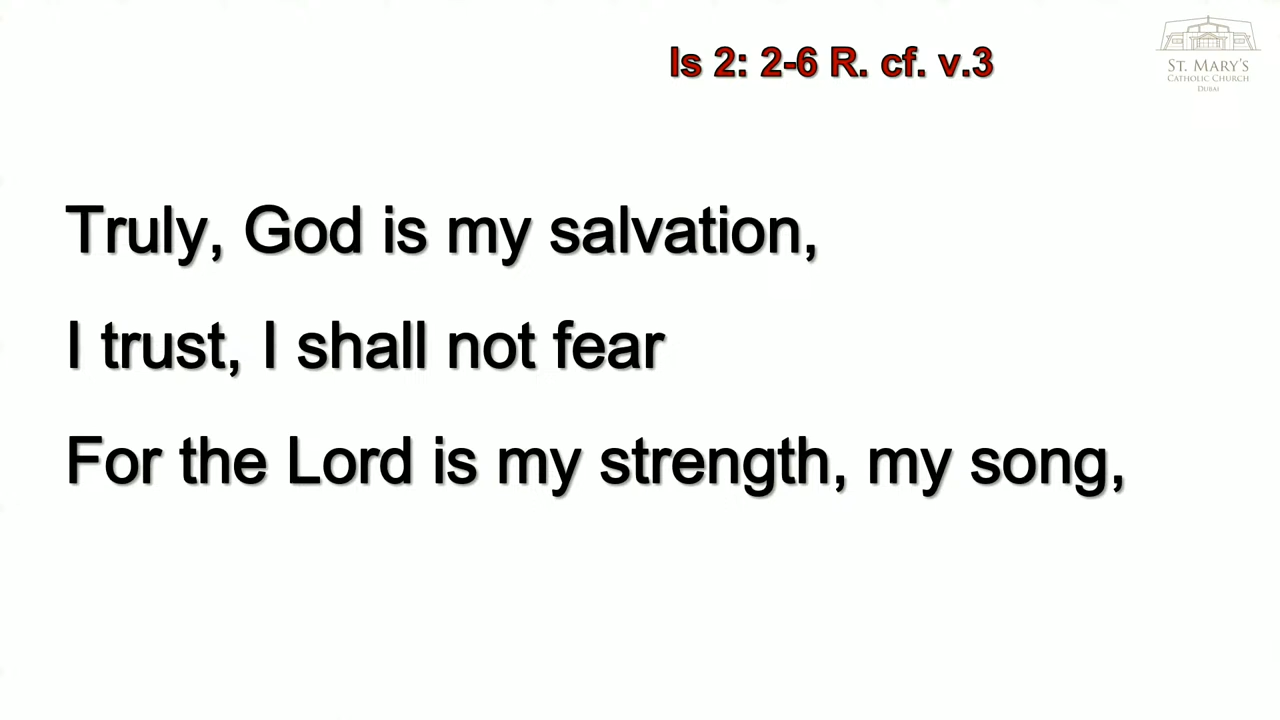 Is 2: 2-6 R. cf. v.3
ST. MARY'S
CATHOLIC CHURCH
DUBAI
Truly, God is my salvation,
I trust, I shall not fear
For the Lord is my strength, my song,